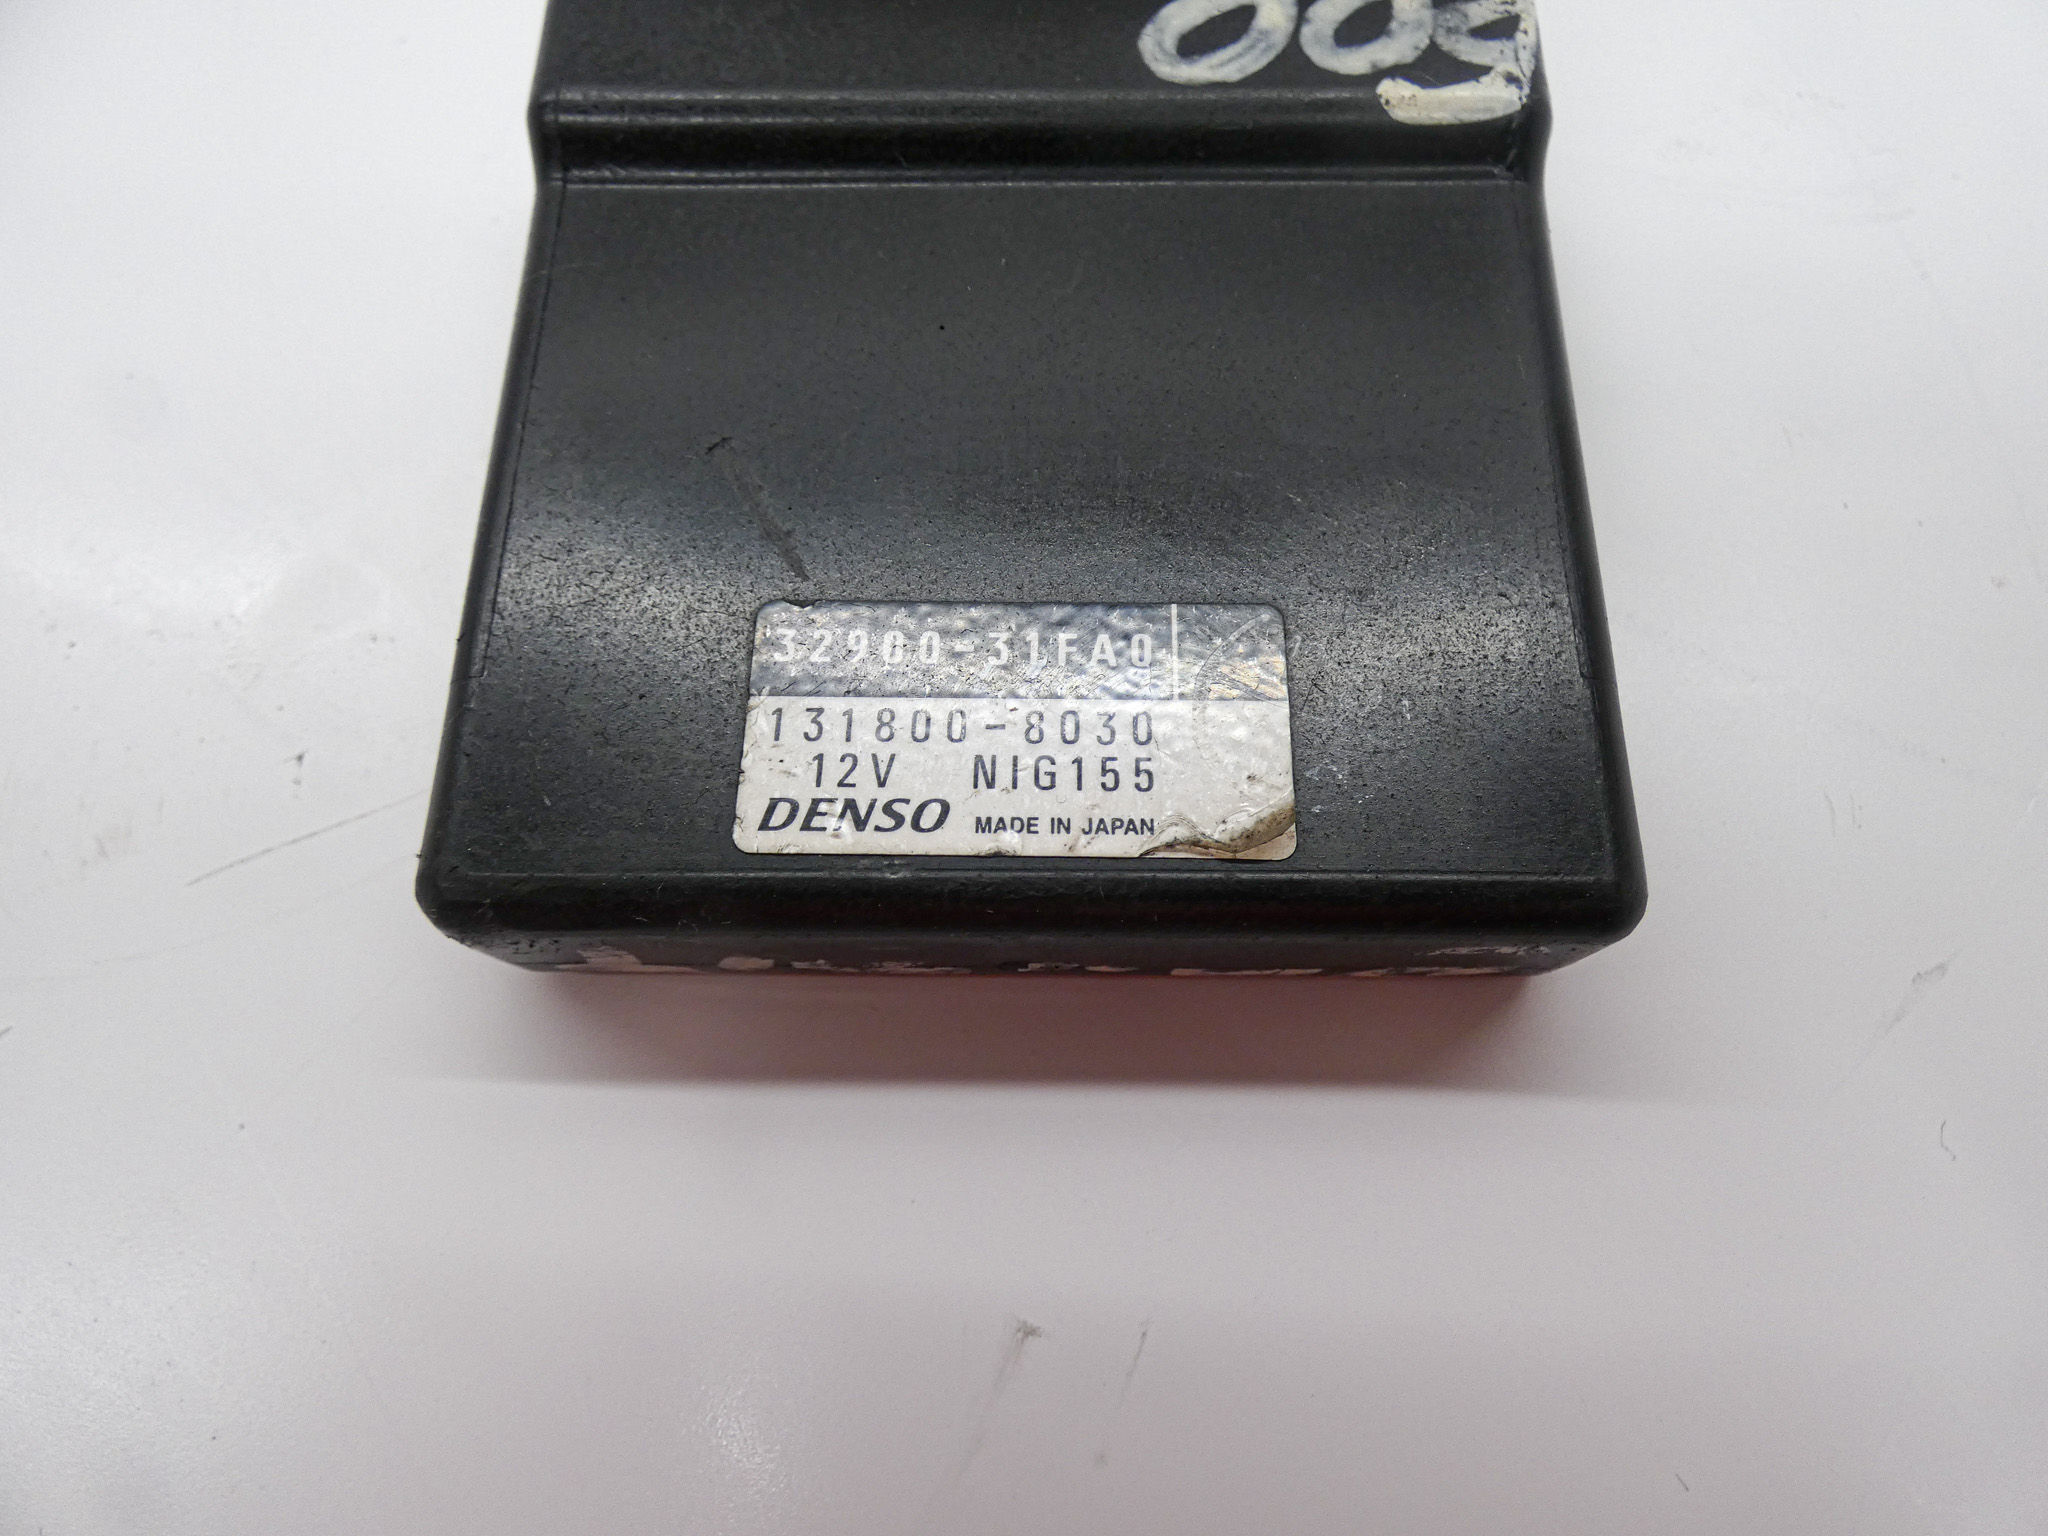 32900-31FA0
131800-8030
12V NIG155
DENSO MADE IN JAPAN